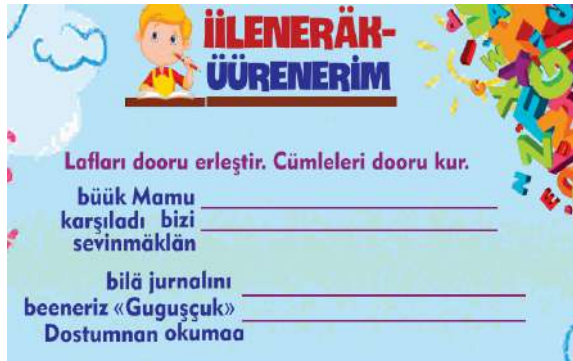 İİLENERÄK-
ÜÜRENERİM
Lafları dooru erleştir. Cümleleri dooru kur.
büük Mamu
karşıladı bizi
sevinmäklän
bilä jurnalını
beeneriz «Guguşçuk»
Dostumnan okumaa